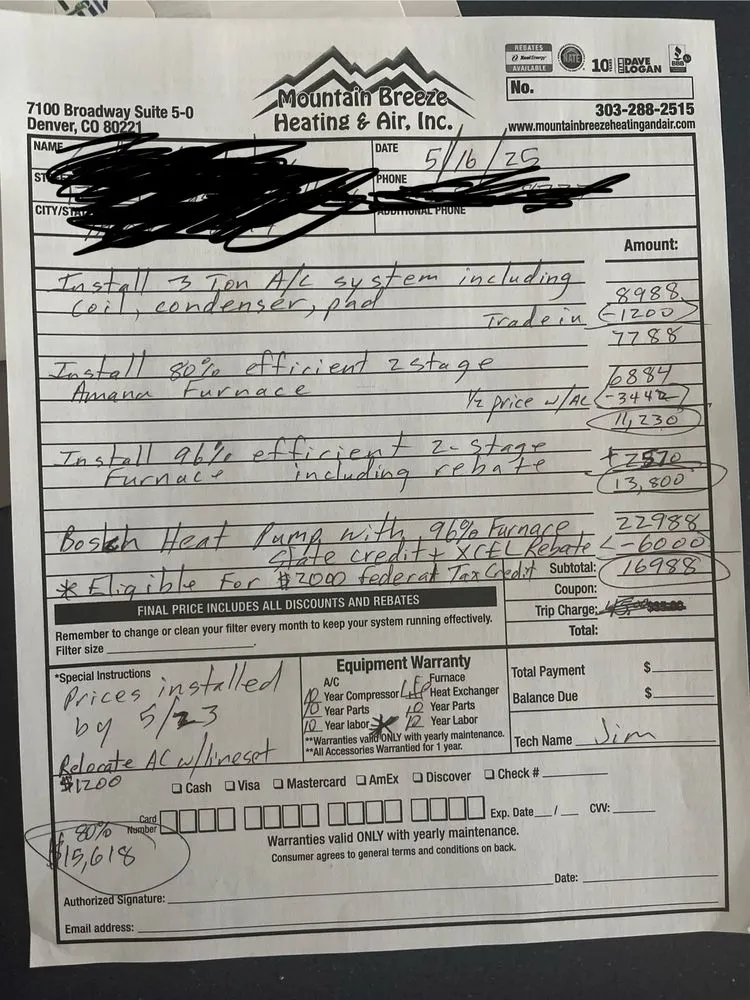 REBATES
Xcel Energy
AVAILABLE
NATE
10
DAVE
LOGAN
BBB
Mountain Breeze
Heating & Air, Inc.
No.
7100 Broadway Suite 5-0
Denver, CO 80221
303-288-2515
www.mountainbreezeheatingandair.com
NAME
DATE 5/16/25
PHONE
CITY/STA
ADDITIONAL PHONE
Amount:
Install 3 Ton A/C system including
coil, condenser, pad 8988
Trade in -1200
7788
Install 80% efficient 2 stage
Amana Furnace 6884
1/2 price w/AC -3442
11,230
Install 96% efficient 2-stage
Furnace including rebate +2570
13,800
Bosch Heat Pump with 96% Furnace 22988
State credit + XCEL Rebate -6000
* Eligible For $2000 federal Tax Credit
Subtotal: 16988
FINAL PRICE INCLUDES ALL DISCOUNTS AND REBATES
Coupon:
Trip Charge:
Total:
Remember to change or clean your filter every month to keep your system running effectively.
Filter size
*Special Instructions
Prices installed
by 5/23
Relocate AC w/lineset
$1200
80%
$15,618
Equipment Warranty
A/C
10 Year Compressor
10 Year Parts
10 Year labor
Furnace
Life Heat Exchanger
10 Year Parts
10 Year Labor
**Warranties valid ONLY with yearly maintenance.
**All Accessories Warrantied for 1 year.
Total Payment $
Balance Due $
Tech Name Jim
Cash Visa Mastercard AmEx Discover Check #
Card
Number
Exp. Date / CVV:
Warranties valid ONLY with yearly maintenance.
Consumer agrees to general terms and conditions on back.
Authorized Signature: Date:
Email address: